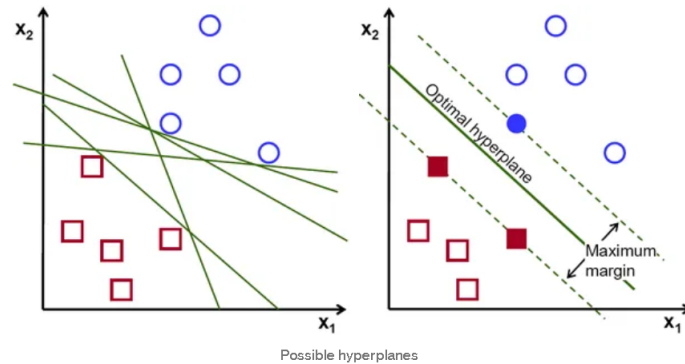 x₂
x₁
x₂
Optimal hyperplane
Maximum
margin
x₁
Possible hyperplanes